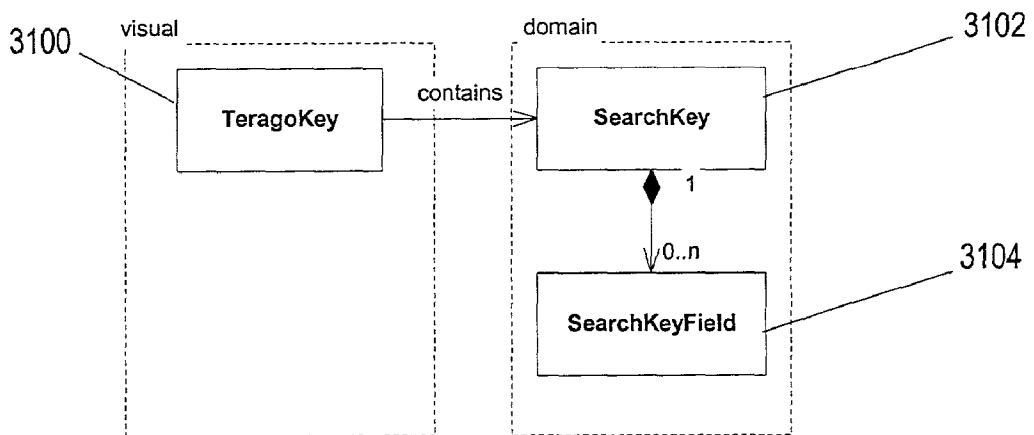 visual
domain
3100
3102
TeragoKey
contains
SearchKey
1
0..n
3104
SearchKeyField